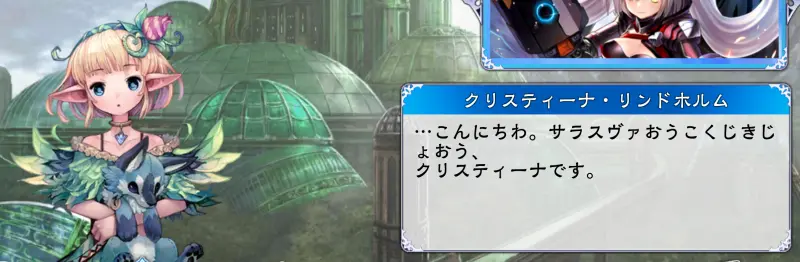 クリスティーナ・リンドホルム
…こんにちわ。サラスヴァおうこくじきじ
ょおう、
クリスティーナです。